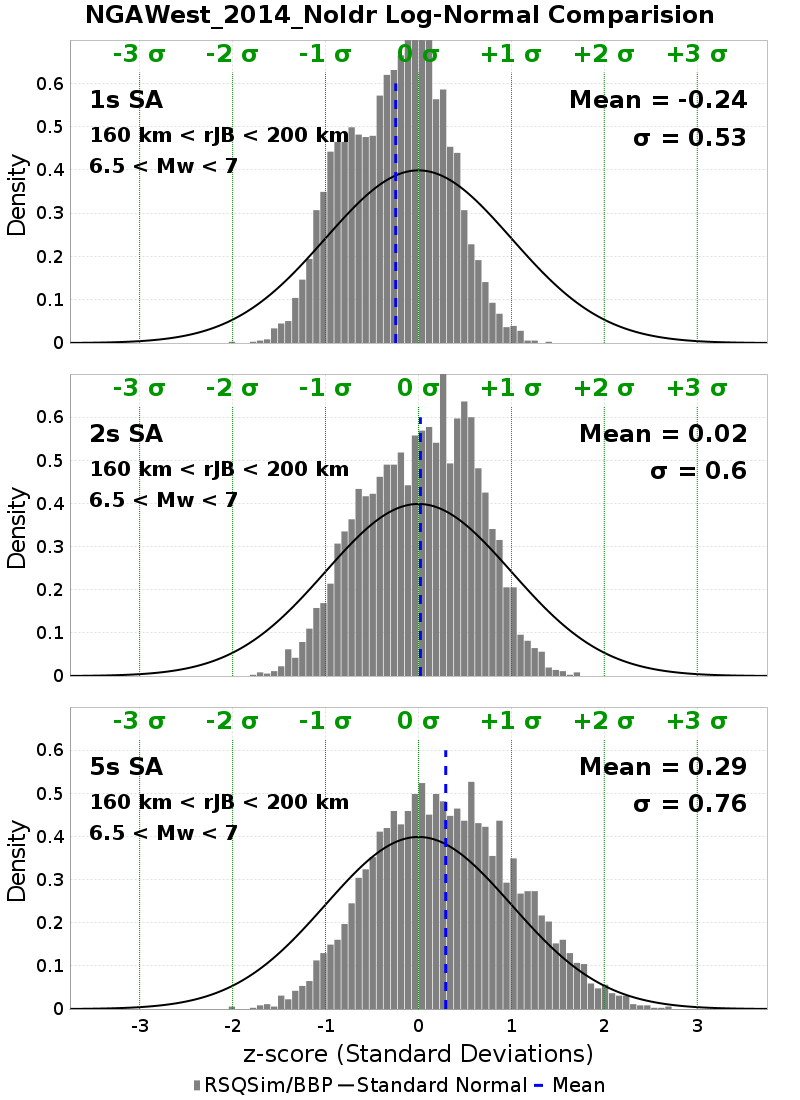 NGAWest_2014_NoIdr Log-Normal Comparision
-3 σ -2 σ -1 σ 0 σ +1 σ +2 σ +3 σ
1s SA
Mean = -0.24
160 km < rJB < 200 km
σ = 0.53
6.5 < Mw < 7
Density
0.6
0.5
0.4
0.3
0.2
0.1
0
-3 σ -2 σ -1 σ 0 σ +1 σ +2 σ +3 σ
2s SA
Mean = 0.02
160 km < rJB < 200 km
σ = 0.6
6.5 < Mw < 7
Density
0.6
0.5
0.4
0.3
0.2
0.1
0
-3 σ -2 σ -1 σ 0 σ +1 σ +2 σ +3 σ
5s SA
Mean = 0.29
160 km < rJB < 200 km
σ = 0.76
6.5 < Mw < 7
Density
0.6
0.5
0.4
0.3
0.2
0.1
0
-3 -2 -1 0 1 2 3
z-score (Standard Deviations)
RSQSim/BBP Standard Normal Mean